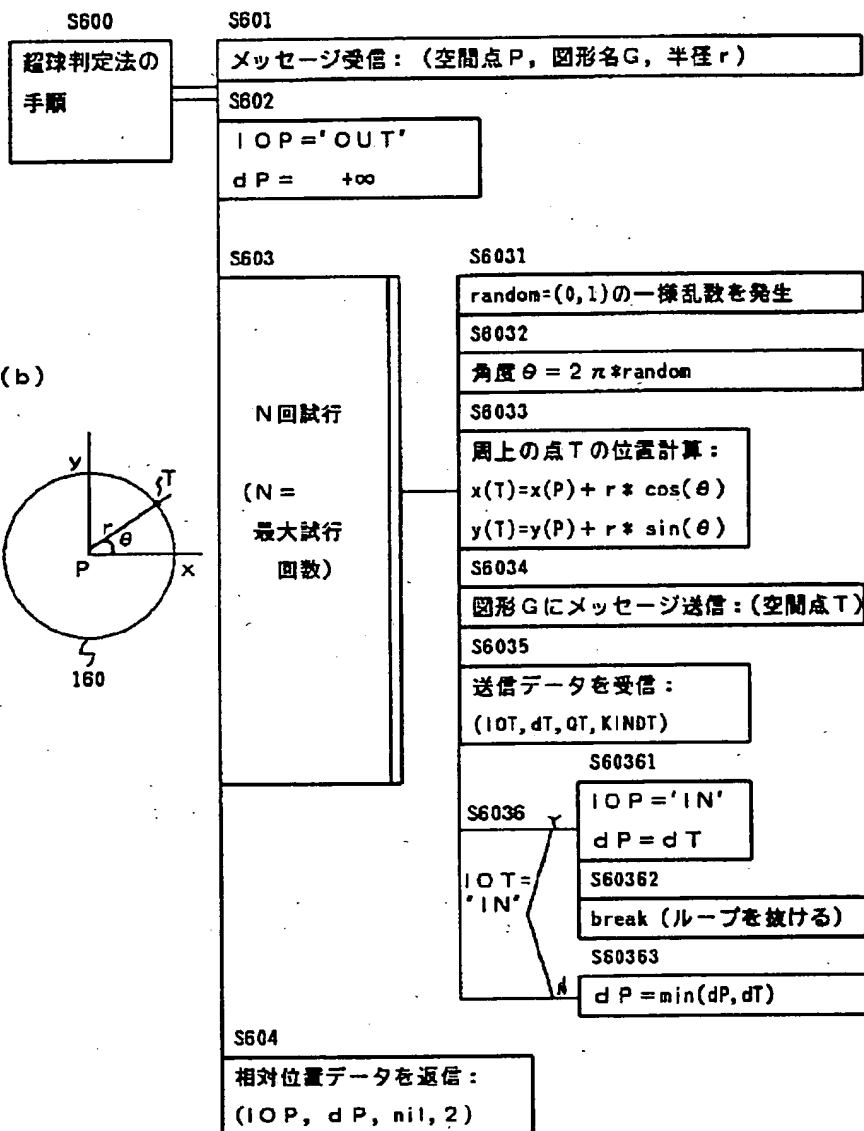 S600
超球判定法の
手順
S601
メッセージ受信：（空間点P，図形名G，半径r）
S602
IOP='OUT'
dP=　+∞
S603
N回試行
(N=
最大試行
回数)
(b)
y
T
r
θ
P
x
160
S6031
random=(0,1)の一様乱数を発生
S6032
角度θ=2π*random
S6033
周上の点Tの位置計算：
x(T)=x(P)+r* cos(θ)
y(T)=y(P)+r* sin(θ)
S6034
図形Gにメッセージ送信：(空間点T)
S6035
送信データを受信：
(IOT,dT,QT,KINDT)
S6036
IOT=
'IN'
Y
S60361
IOP='IN'
dP=dT
S60362
break（ループを抜ける）
S60363
N
dP=min(dP,dT)
S604
相対位置データを返信：
(IOP, dP, nil, 2)